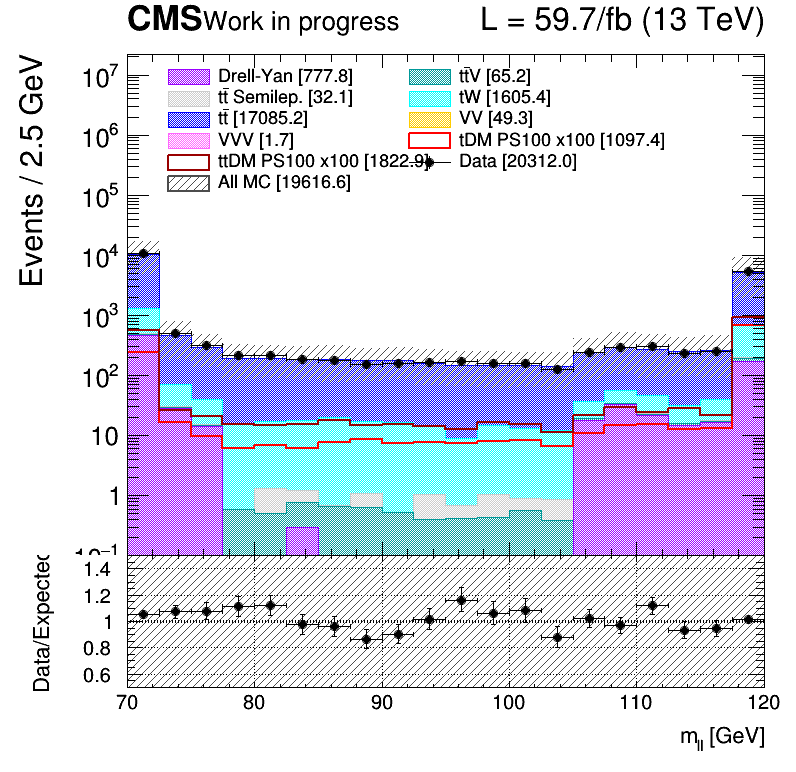 CMS Work in progress L = 59.7/fb (13 TeV)
Events / 2.5 GeV
10⁷
10⁶
10⁵
10⁴
10³
10²
10
1
10⁻¹
Drell-Yan [777.8]
tt̄ Semilep. [32.1]
tt̄ [17085.2]
VVV [1.7]
ttDM PS100 x100 [1822.9]
All MC [19616.6]
tt̄V [65.2]
tW [1605.4]
VV [49.3]
tDM PS100 x100 [1097.4]
Data [20312.0]
Data/Expected
1.4
1.2
1
0.8
0.6
70 80 90 100 110 120
m_ll [GeV]